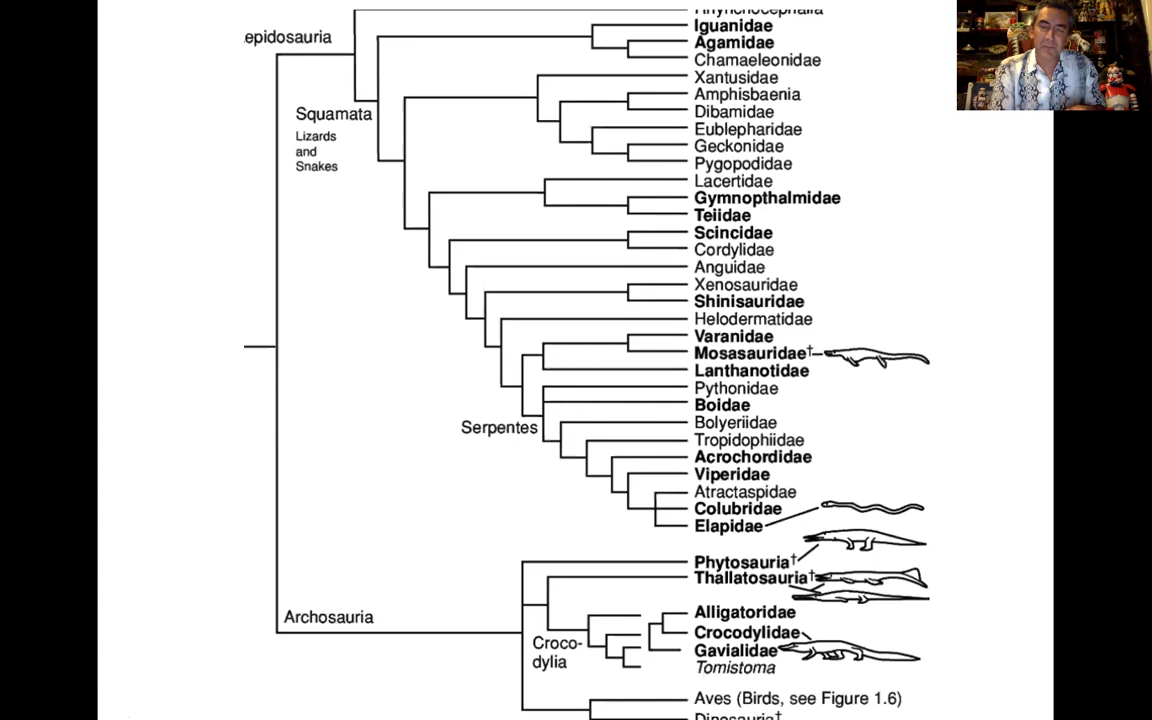 Rhynchocephalia
epidosauria
Iguanidae
Agamidae
Chamaeleonidae
Xantusidae
Amphisbaenia
Squamata
Dibamidae
Lizards
and
Snakes
Eublepharidae
Geckonidae
Pygopodidae
Lacertidae
Gymnopthalmidae
Teiidae
Scincidae
Cordylidae
Anguidae
Xenosauridae
Shinisauridae
Helodermatidae
Varanidae
Mosasauridae†
Lanthanotidae
Pythonidae
Boidae
Serpentes
Bolyeriidae
Tropidophiidae
Acrochordidae
Viperidae
Atractaspidae
Colubridae
Elapidae
Phytosauria†
Thallatosauria†
Archosauria
Alligatoridae
Croco-
dylia
Crocodylidae
Gavialidae
Tomistoma
Aves (Birds, see Figure 1.6)
Dinosauria†